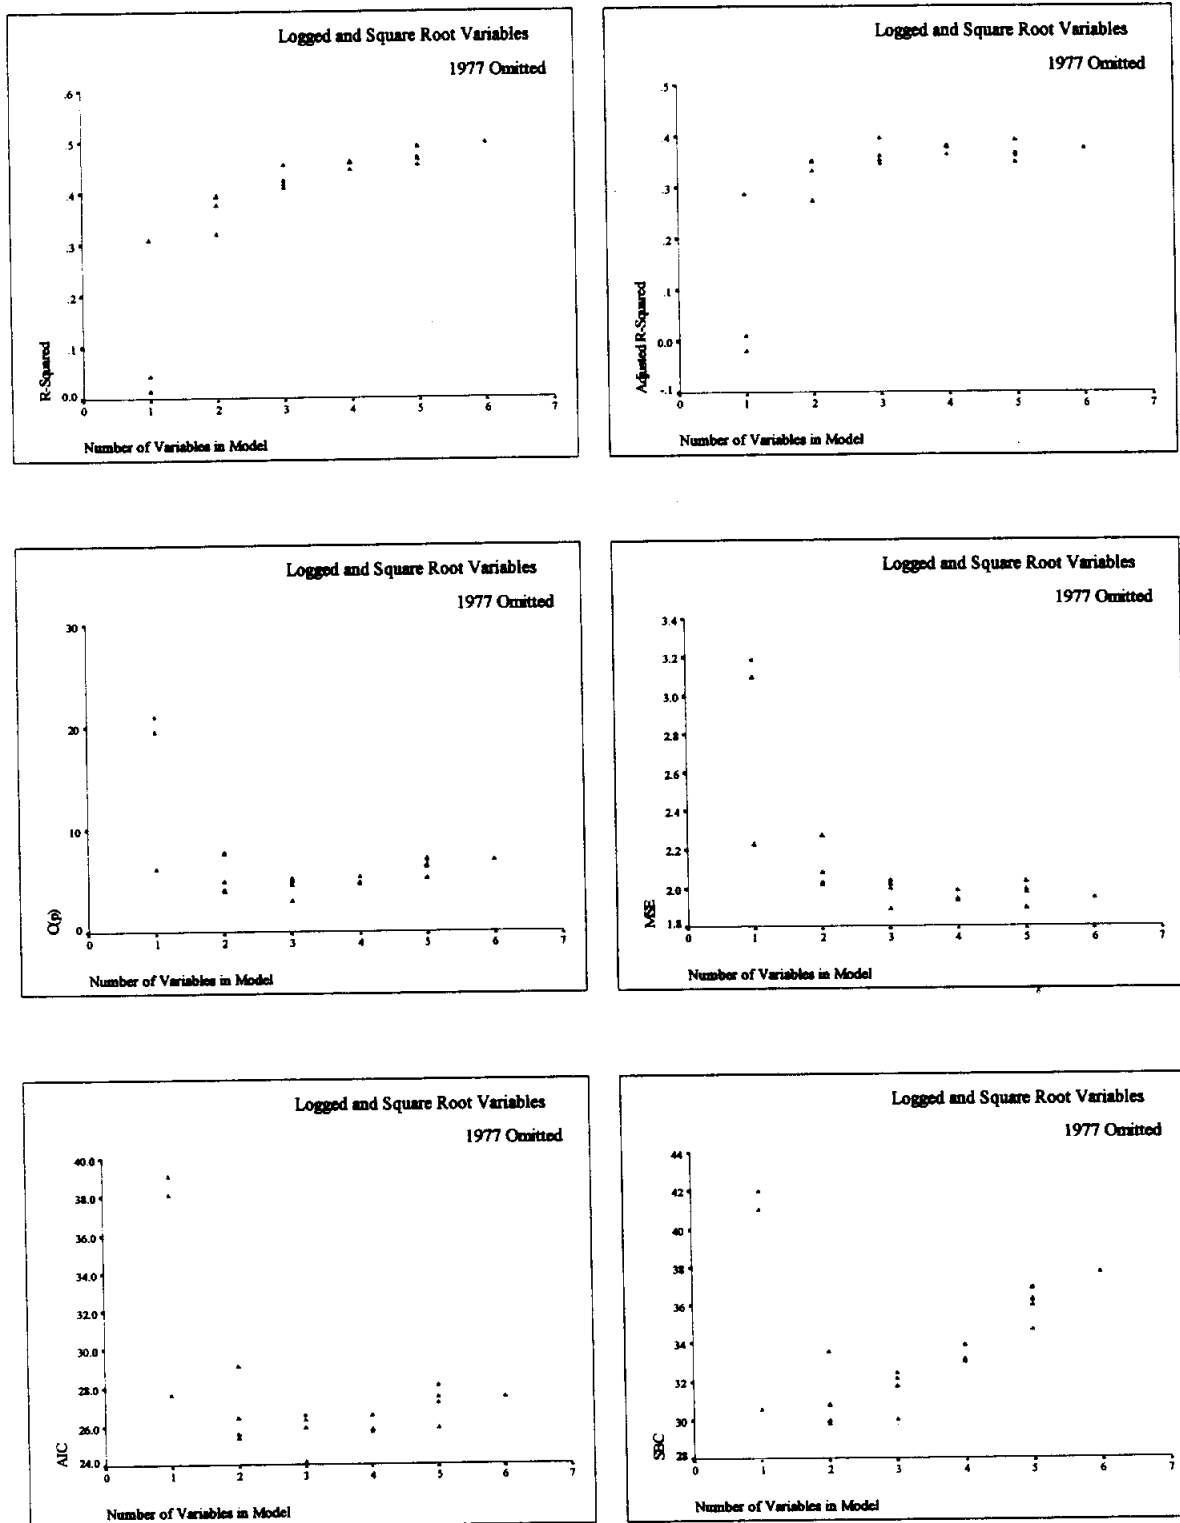 Logged and Square Root Variables
1977 Omitted
.6
.5
.4
.3
.2
.1
0.0
R-Squared
0 1 2 3 4 5 6 7
Number of Variables in Model
Logged and Square Root Variables
1977 Omitted
.5
.4
.3
.2
.1
0.0
-.1
Adjusted R-Squared
0 1 2 3 4 5 6 7
Number of Variables in Model
Logged and Square Root Variables
1977 Omitted
30
20
10
0
C(p)
0 1 2 3 4 5 6 7
Number of Variables in Model
Logged and Square Root Variables
1977 Omitted
3.4
3.2
3.0
2.8
2.6
2.4
2.2
2.0
1.8
MSE
0 1 2 3 4 5 6 7
Number of Variables in Model
Logged and Square Root Variables
1977 Omitted
40.0
38.0
36.0
34.0
32.0
30.0
28.0
26.0
24.0
AIC
0 1 2 3 4 5 6 7
Number of Variables in Model
Logged and Square Root Variables
1977 Omitted
44
42
40
38
36
34
32
30
28
SBC
0 1 2 3 4 5 6 7
Number of Variables in Model